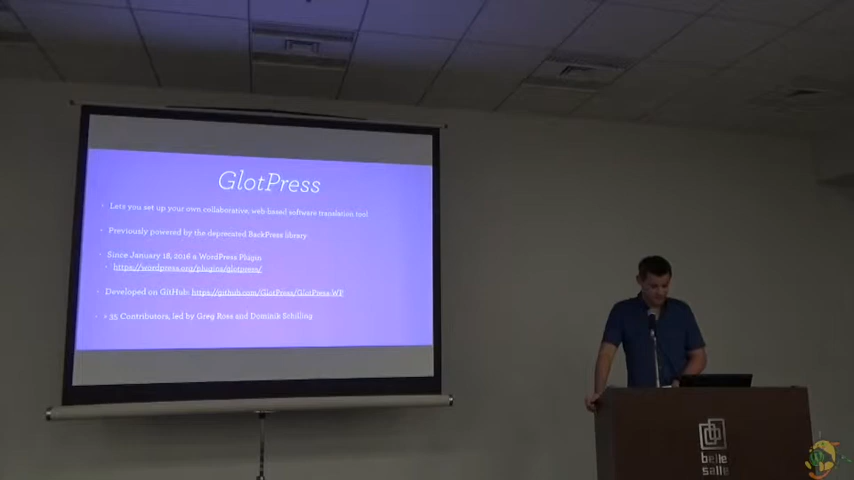 GlotPress
· Lets you set up your own collaborative, web-based software translation tool
· Previously powered by the deprecated BackPress library
· Since January 18, 2016 a WordPress Plugin
· https://wordpress.org/plugins/glotpress/
· Developed on GitHub: https://github.com/GlotPress/GlotPress-WP
· > 35 Contributors, led by Greg Ross and Dominik Schilling
belle
salle